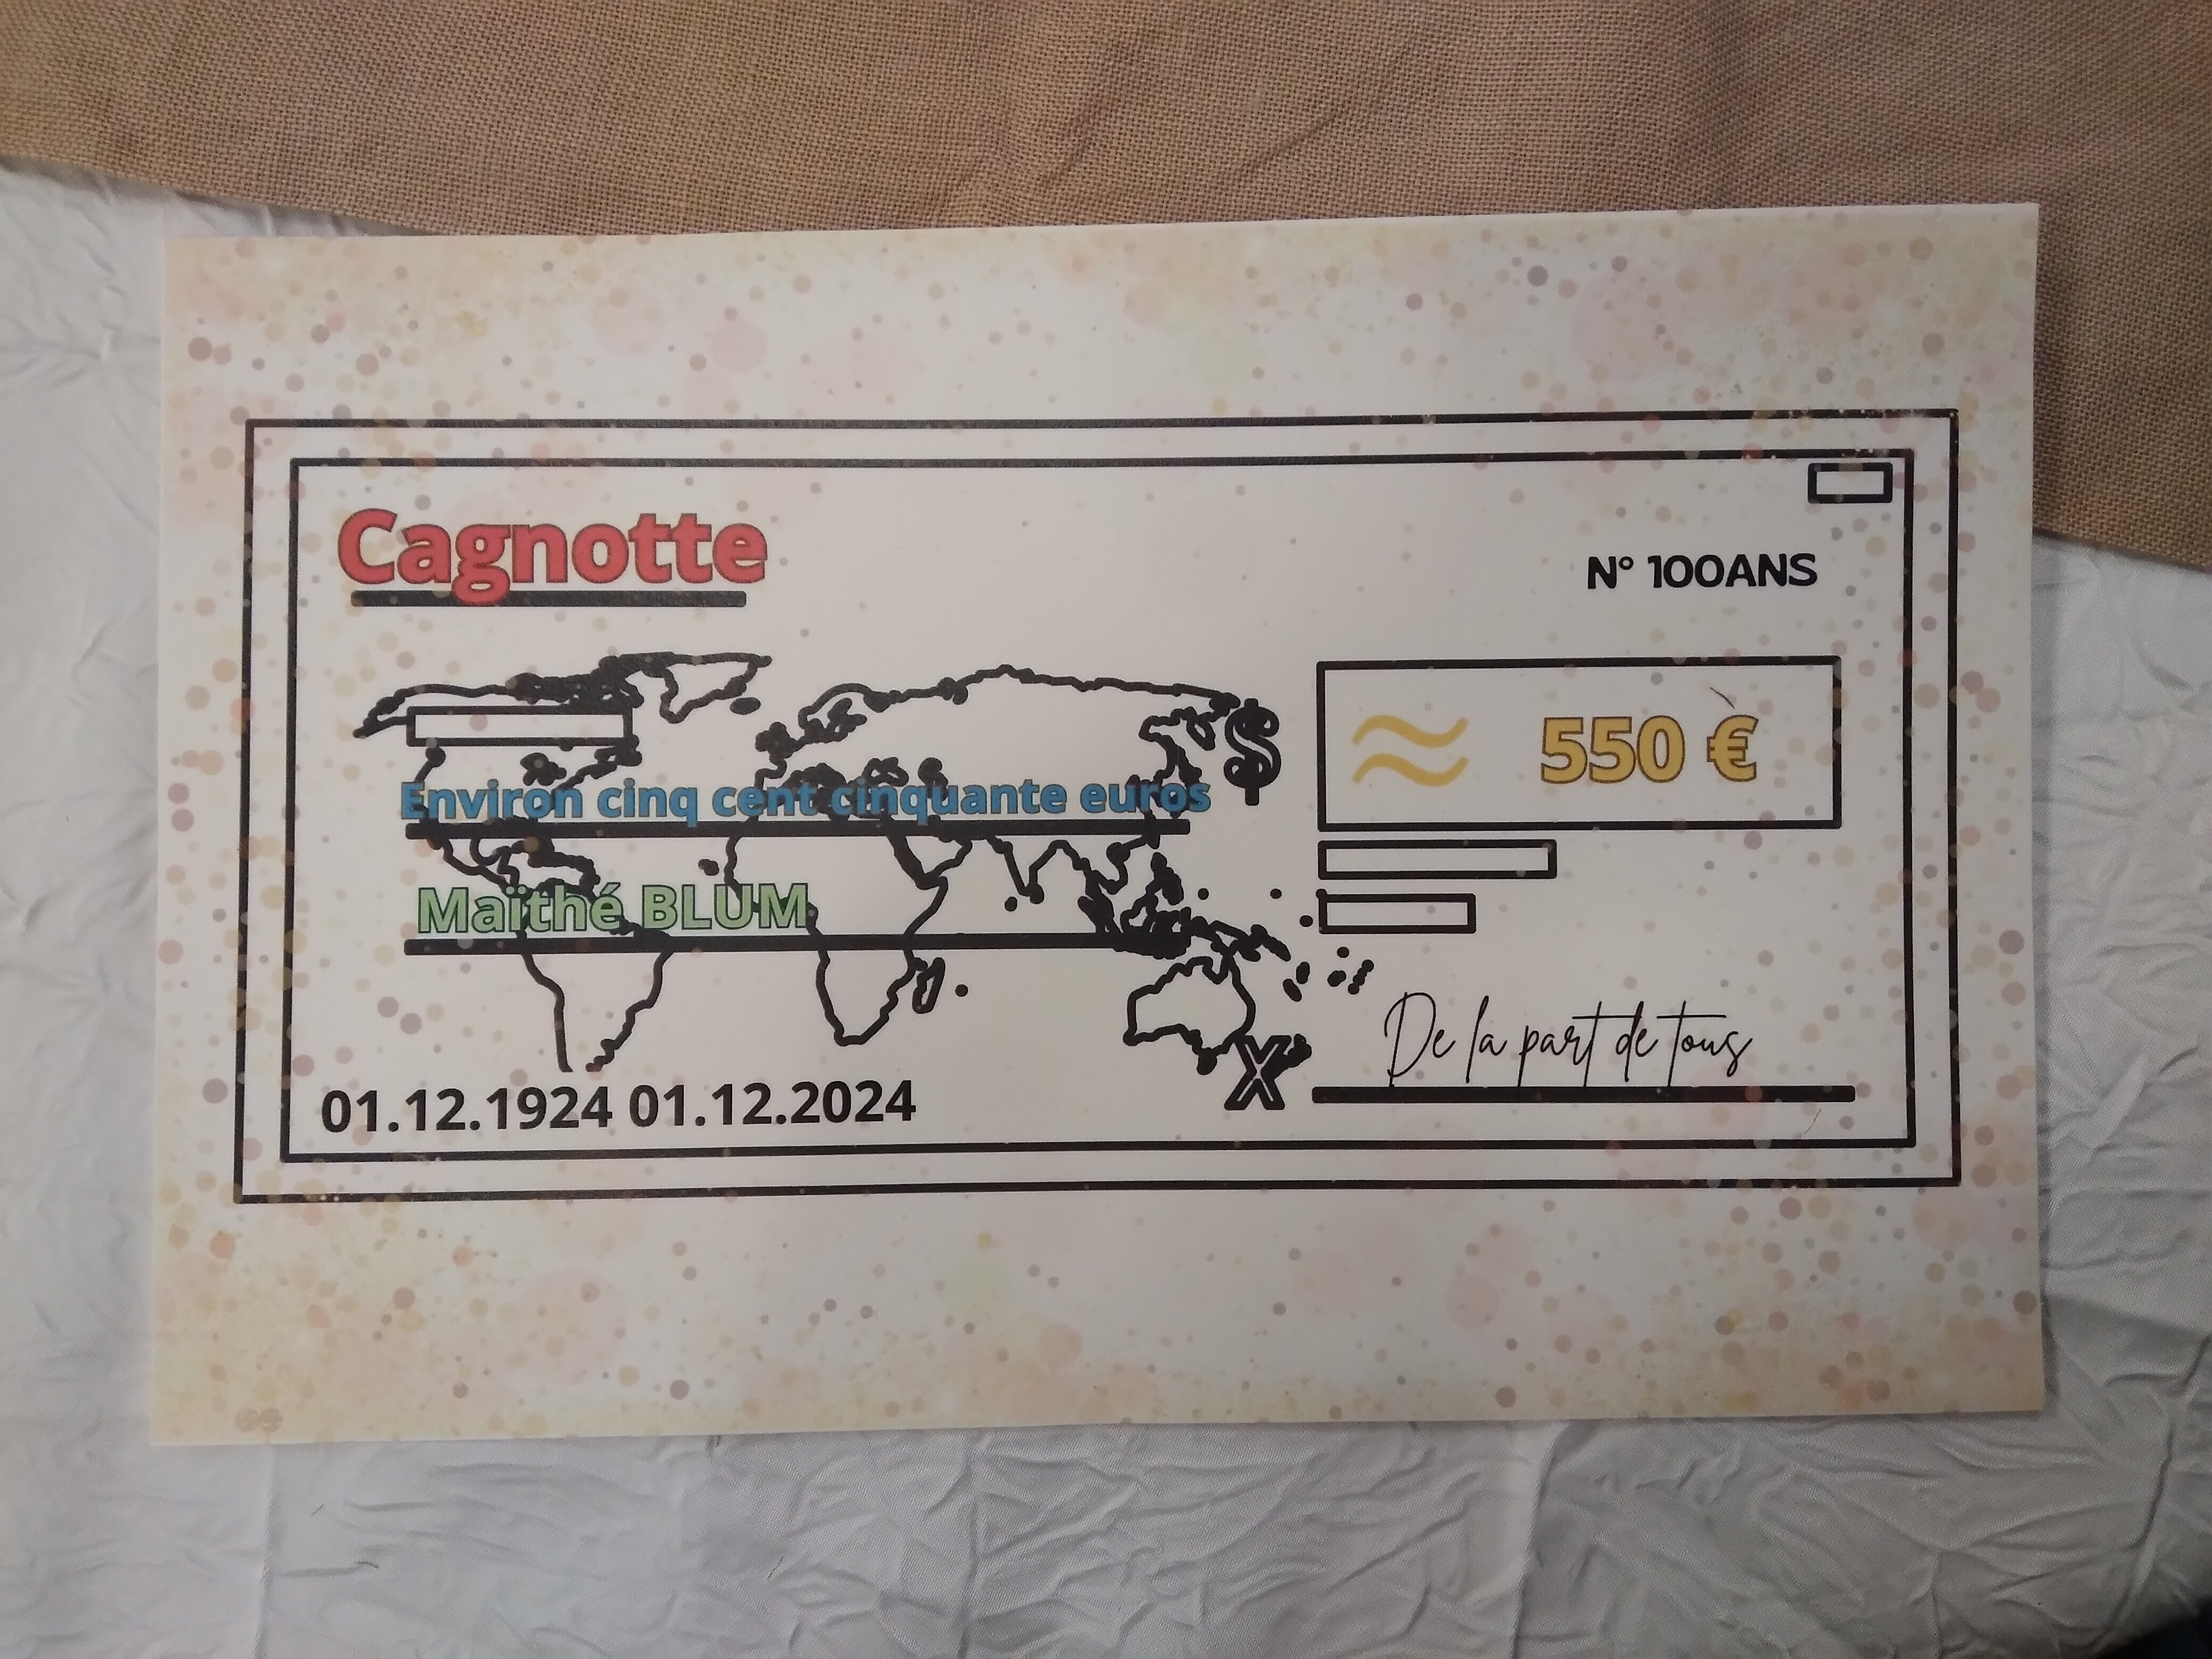 Cagnotte
N° 100ANS
$
≈ 550 €
Environ cinq cent cinquante euros
Maïthé BLUM
De la part de tous
X
01.12.1924 01.12.2024